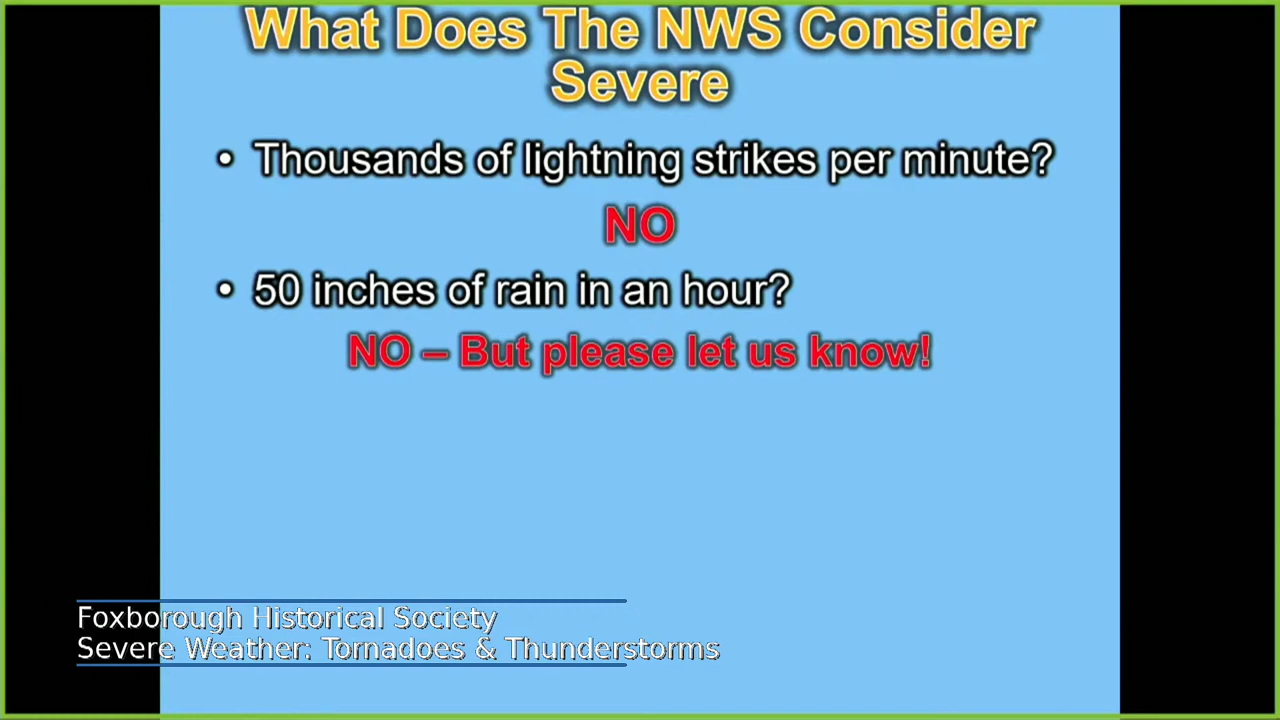 What Does The NWS Consider
Severe
• Thousands of lightning strikes per minute?
NO
• 50 inches of rain in an hour?
NO – But please let us know!
Foxborough Historical Society
Severe Weather: Tornadoes & Thunderstorms